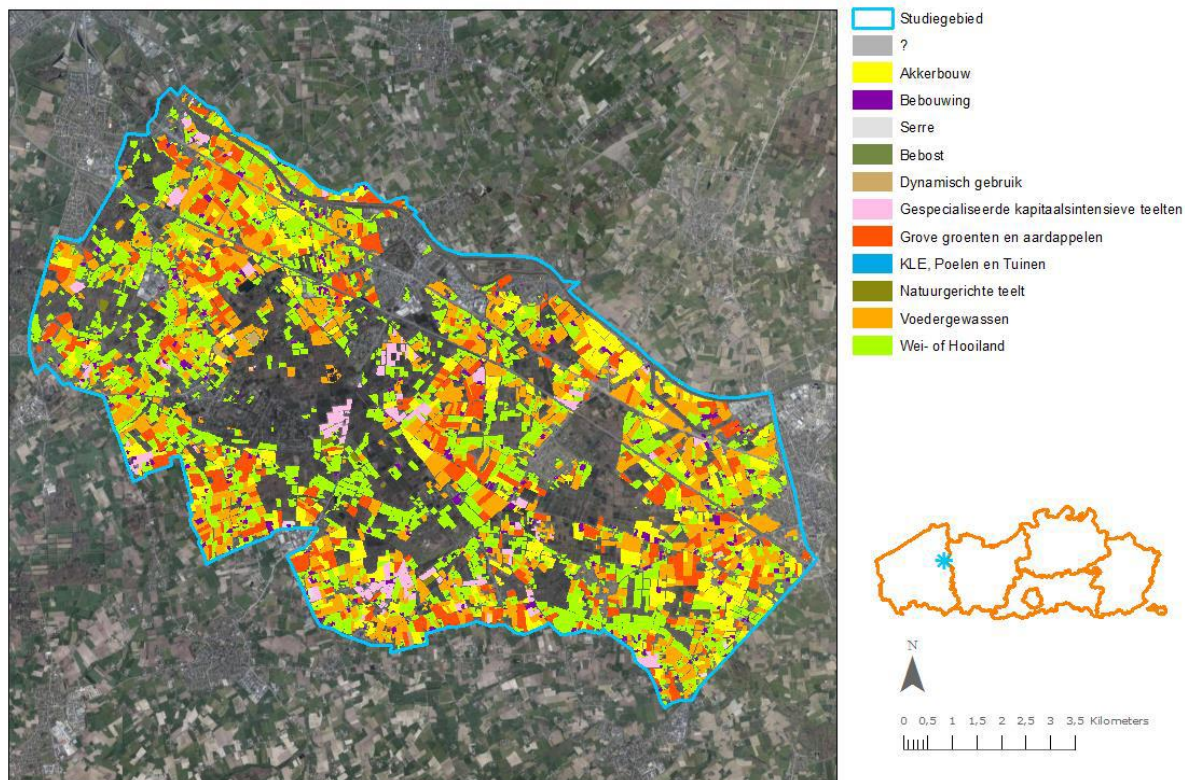 Studiegebied
?
Akkerbouw
Bebouwing
Serre
Bebost
Dynamisch gebruik
Gespecialiseerde kapitaalsintensieve teelten
Grove groenten en aardappelen
KLE, Poelen en Tuinen
Natuurgerichte teelt
Voedergewassen
Wei- of Hooiland
N
0 0,5 1 1,5 2 2,5 3 3,5 Kilometers